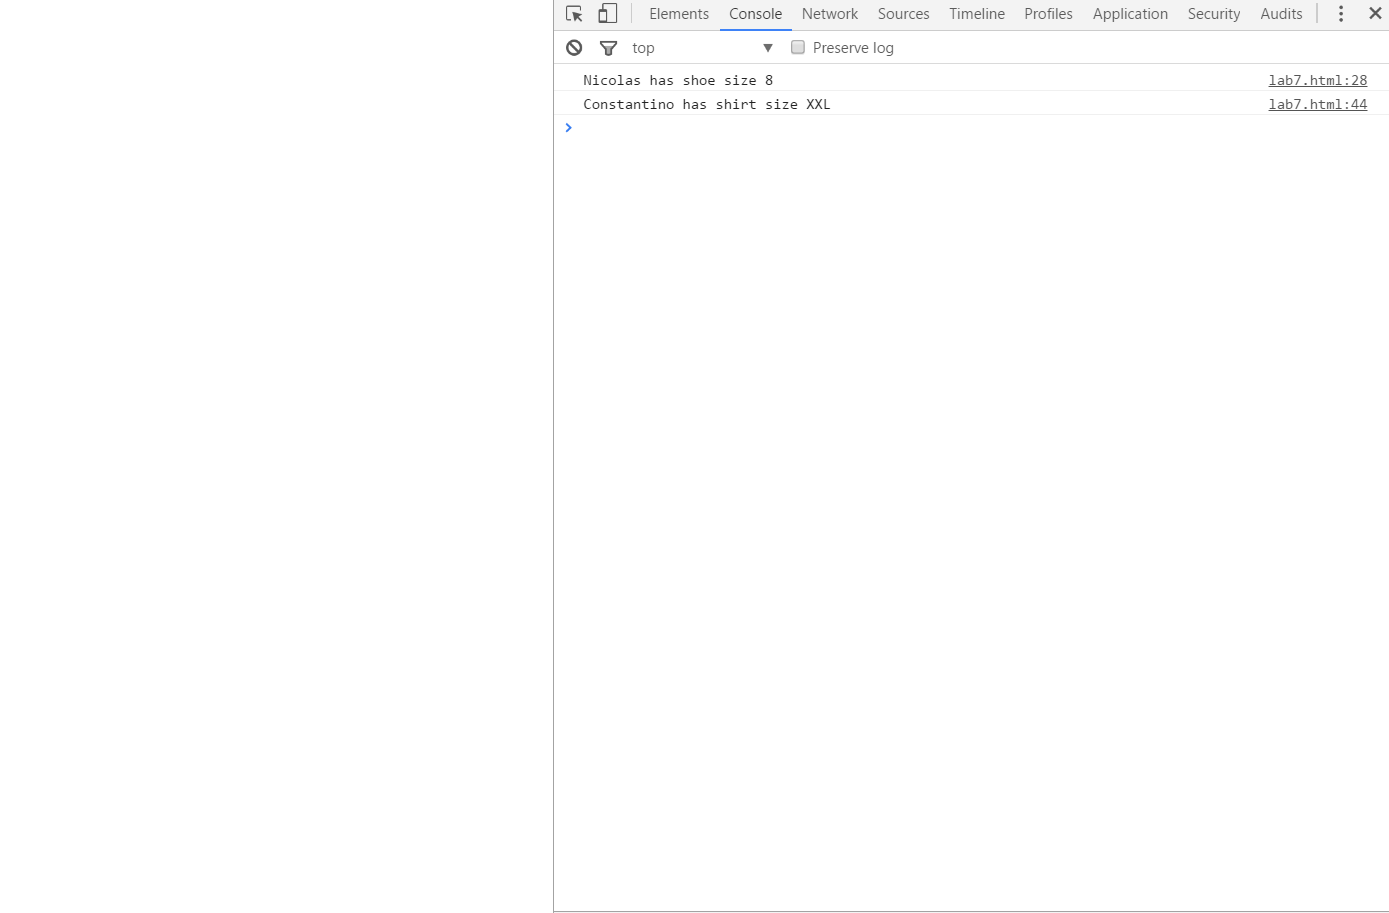 Elements Console Network Sources Timeline Profiles Application Security Audits
top Preserve log
Nicolas has shoe size 8 lab7.html:28
Constantino has shirt size XXL lab7.html:44